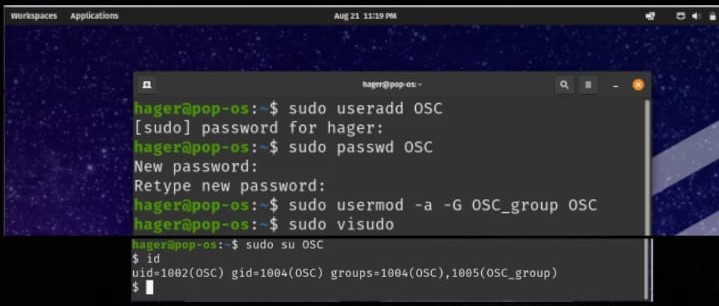 Workspaces Applications Aug 21 11:19 PM
hager@pop-os: ~
hager@pop-os:~$ sudo useradd OSC
[sudo] password for hager:
hager@pop-os:~$ sudo passwd OSC
New password:
Retype new password:
hager@pop-os:~$ sudo usermod -a -G OSC_group OSC
hager@pop-os:~$ sudo visudo
hager@pop-os:~$ sudo su OSC
$ id
uid=1002(OSC) gid=1004(OSC) groups=1004(OSC),1005(OSC_group)
$